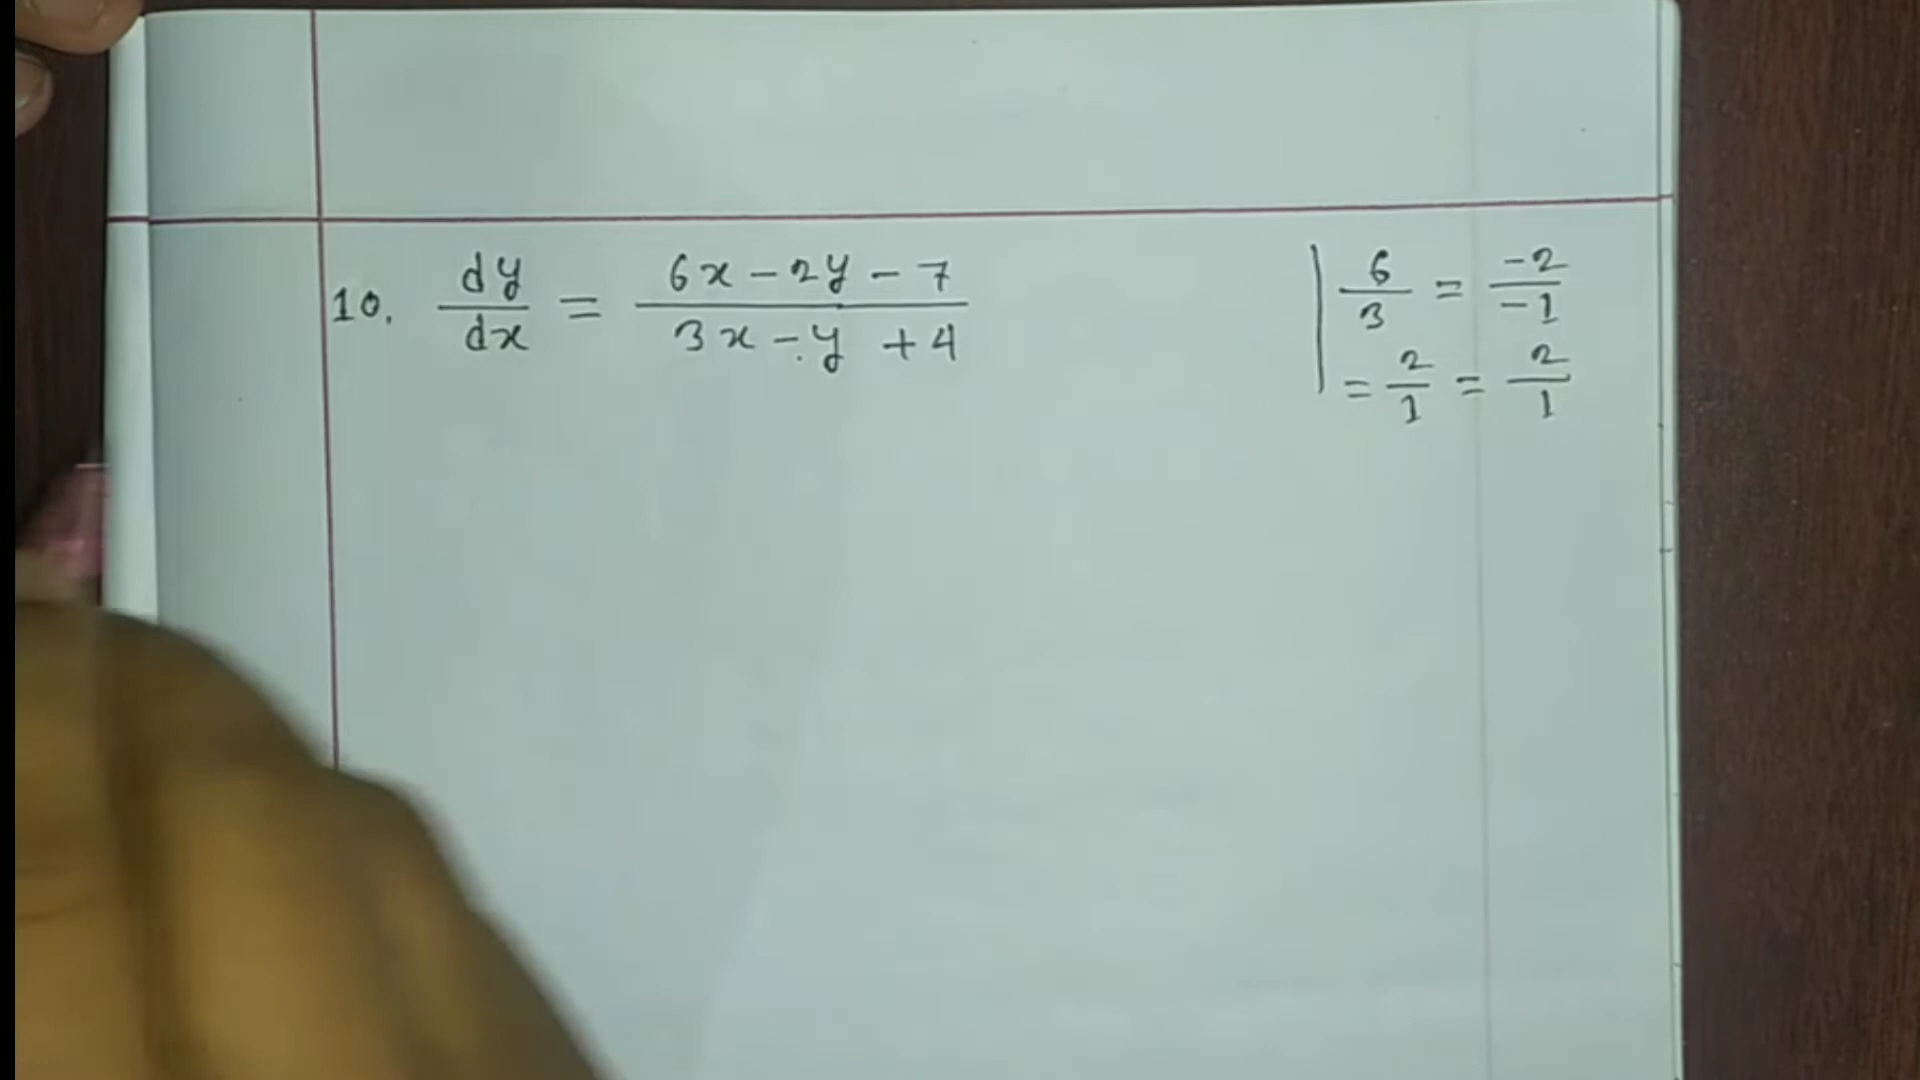 10. dy/dx = (6x - 2y - 7)/(3x - y + 4)
6/3 = -2/-1
= 2/1 = 2/1